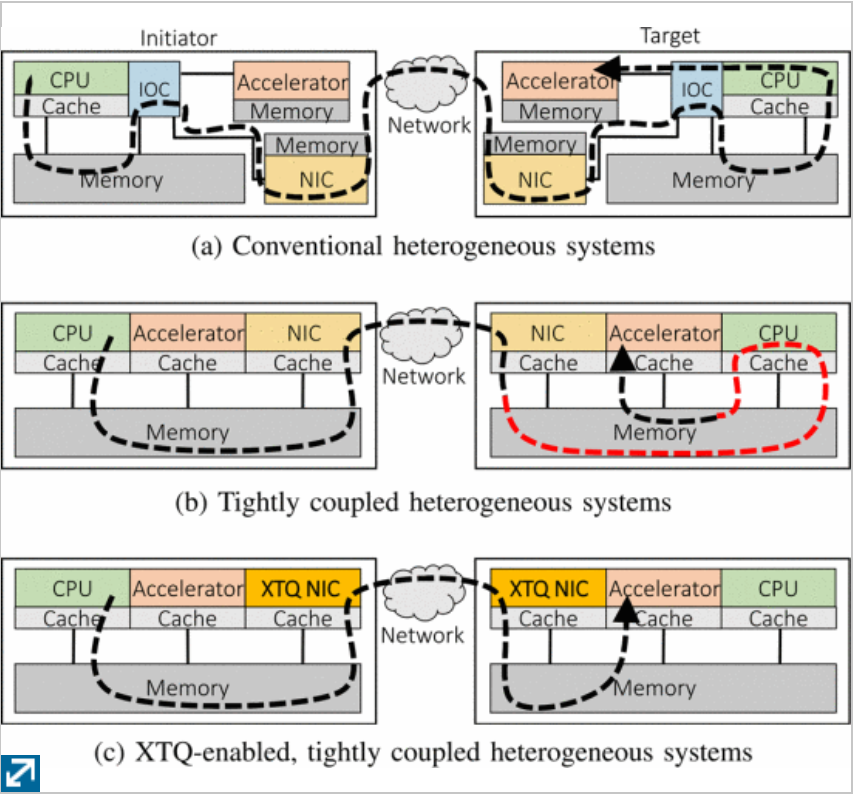 Initiator
Target
CPU
IOC
Accelerator
Cache
Memory
Memory
NIC
Memory
Network
Accelerator
IOC
CPU
Memory
Cache
Memory
NIC
Memory
(a) Conventional heterogeneous systems
CPU Accelerator NIC
Cache Cache Cache
Memory
Network
NIC Accelerator CPU
Cache Cache Cache
Memory
(b) Tightly coupled heterogeneous systems
CPU Accelerator XTQ NIC
Cache Cache Cache
Memory
Network
XTQ NIC Accelerator CPU
Cache Cache Cache
Memory
(c) XTQ-enabled, tightly coupled heterogeneous systems